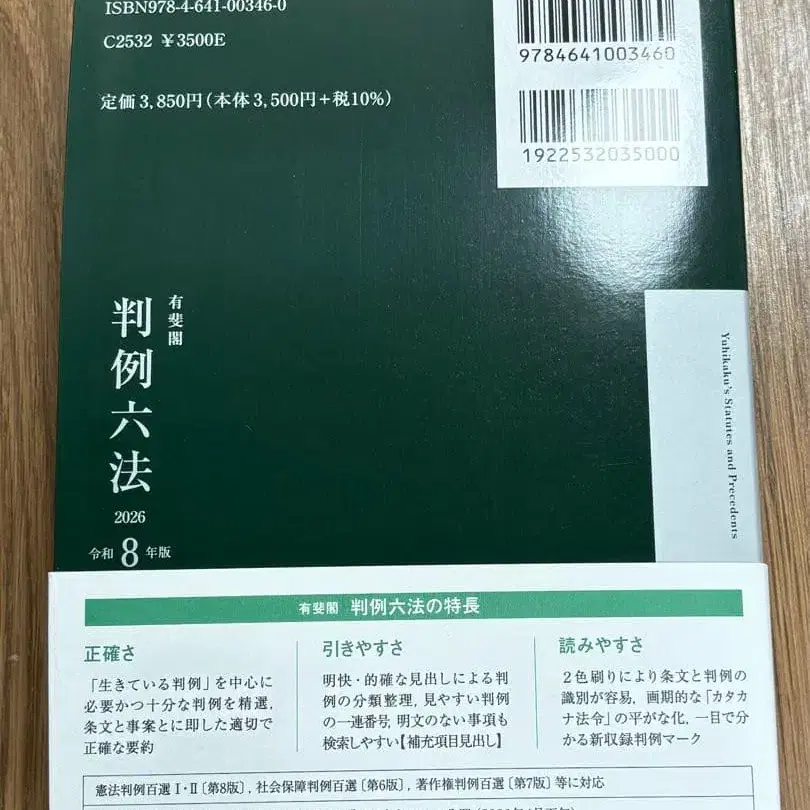 ISBN978-4-641-00346-0
C2532 ￥3500E
定価 3,850円(本体 3,500円+税10%)
9784641003460
1922532035000
有斐閣
判例六法
2026
令和8年版
Yuhikaku's Statutes and Precedents
有斐閣 判例六法の特長
正確さ
「生きている判例」を中心に
必要かつ十分な判例を精選,
条文と事案とに即した適切で
正確な要約
引きやすさ
明快・的確な見出しによる判
例の分類整理, 見やすい判例
の一連番号, 明文のない事項も
検索しやすい【補充項目見出し】
読みやすさ
2色刷りにより条文と判例の
識別が容易, 画期的な「カタカ
ナ法令」の平がな化, 一目で分
かる新収録判例マーク
憲法判例百選Ⅰ・Ⅱ〔第8版〕, 社会保障判例百選〔第6版〕, 著作権判例百選〔第7版〕等に対応